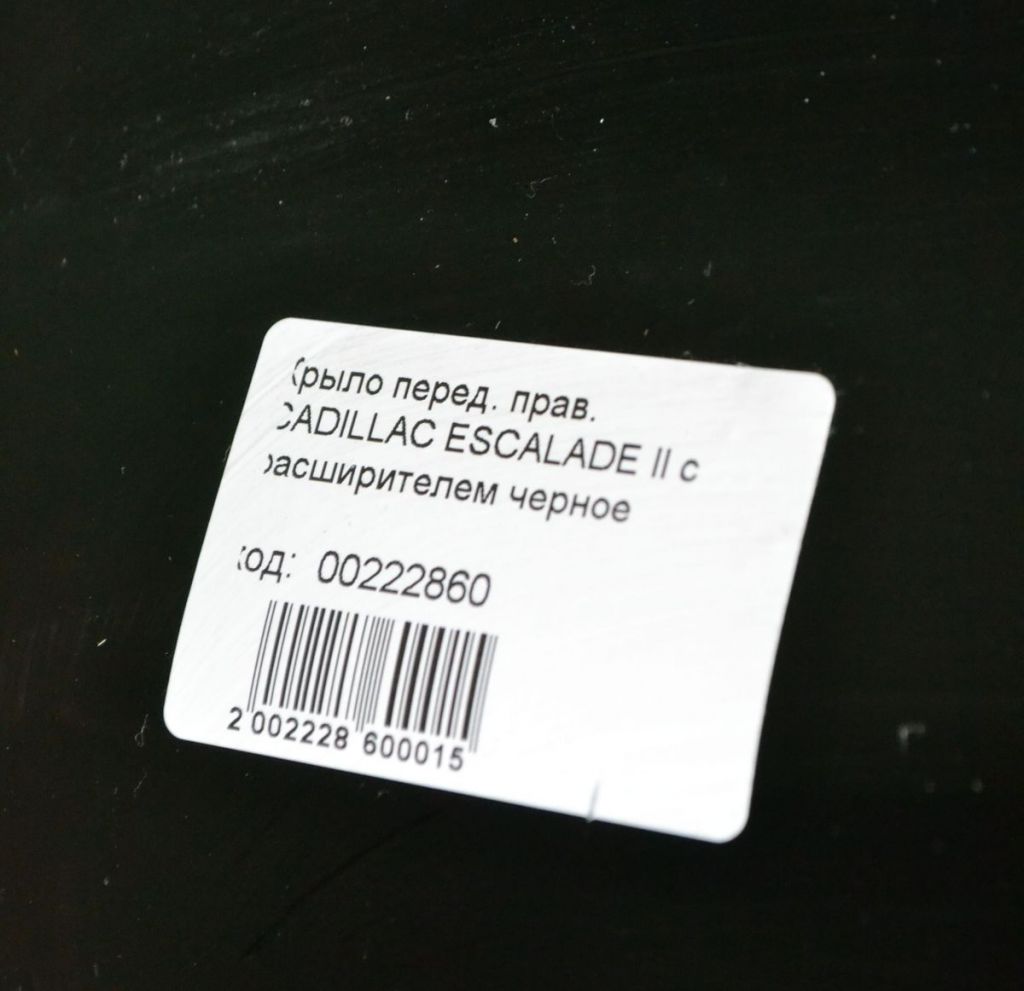 Крыло перед. прав.
CADILLAC ESCALADE II с
расширителем черное
код: 00222860
2 002228 600015